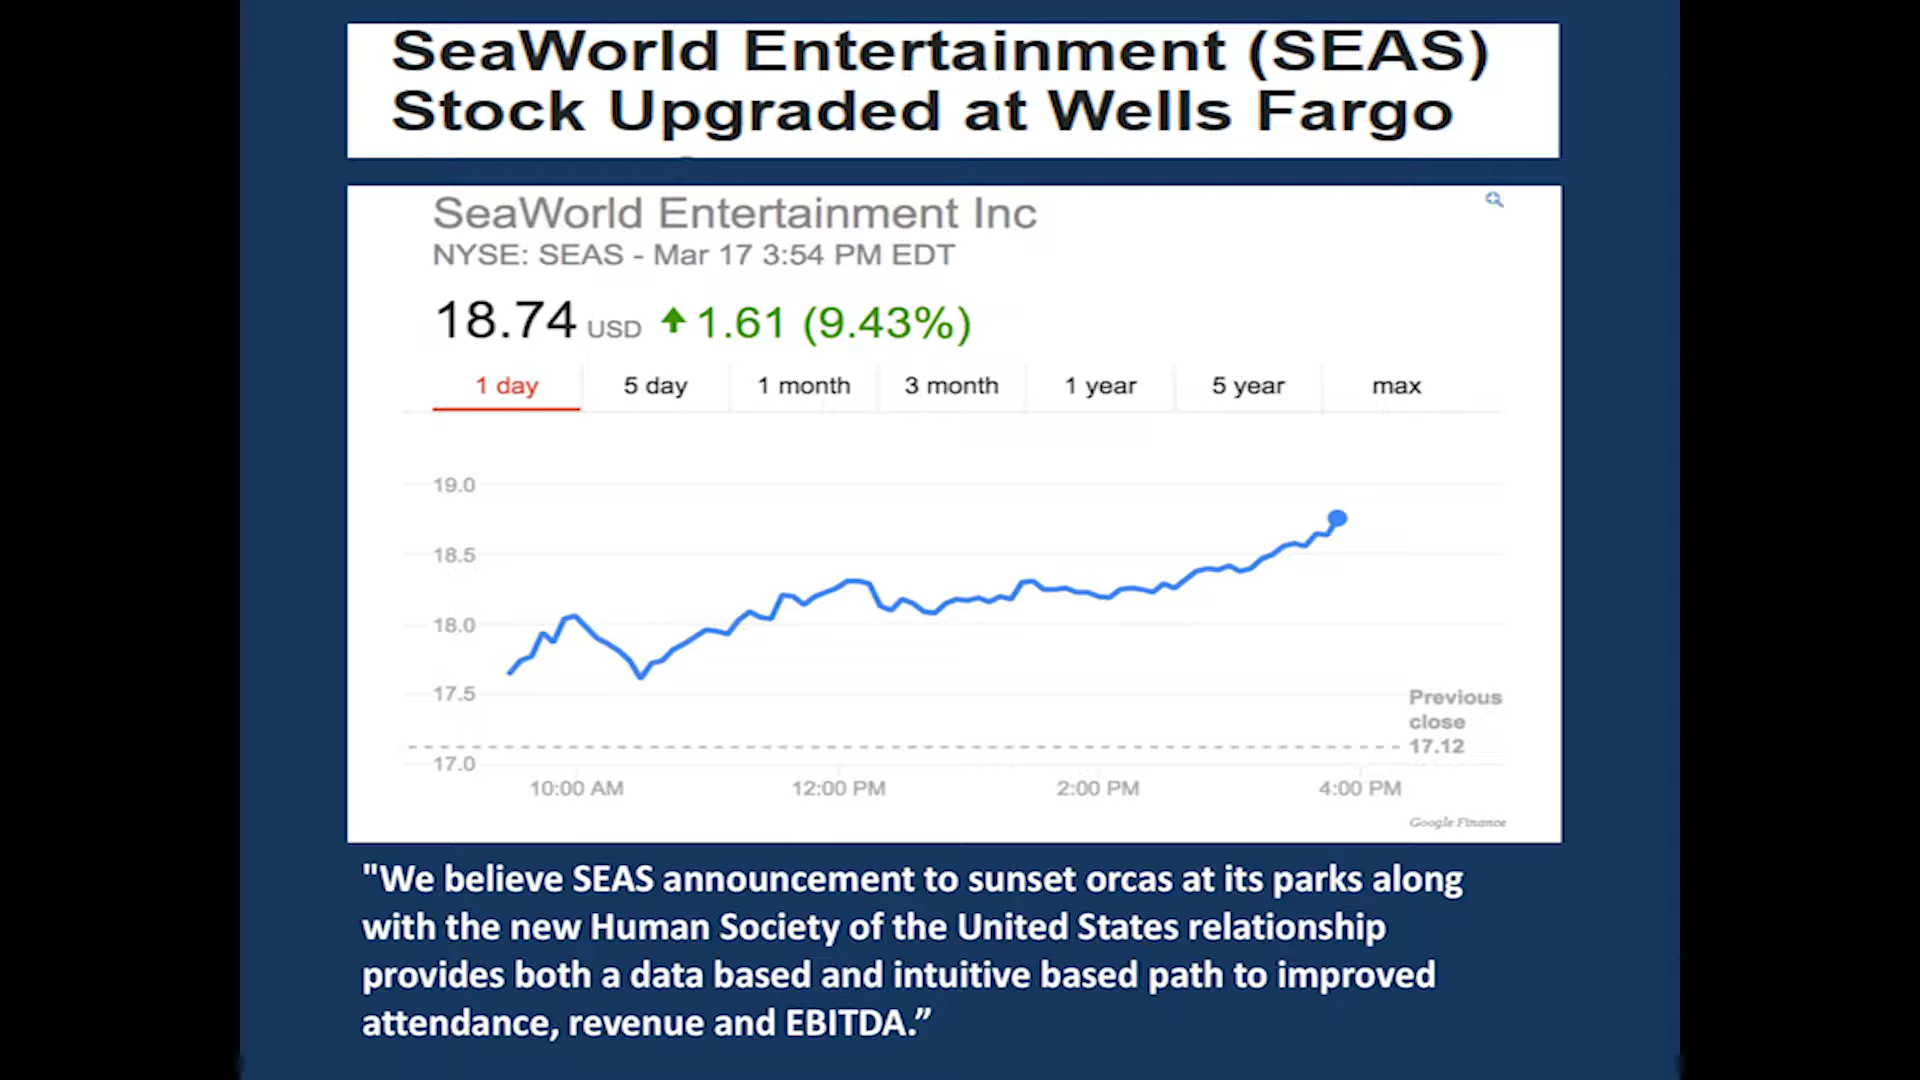 SeaWorld Entertainment (SEAS)
Stock Upgraded at Wells Fargo
SeaWorld Entertainment Inc
NYSE: SEAS - Mar 17 3:54 PM EDT
18.74 USD 1.61 (9.43%)
1 day 5 day 1 month 3 month 1 year 5 year max
19.0
18.5
18.0
17.5
Previous
close
17.12
17.0
10:00 AM 12:00 PM 2:00 PM 4:00 PM
Google Finance
"We believe SEAS announcement to sunset orcas at its parks along
with the new Human Society of the United States relationship
provides both a data based and intuitive based path to improved
attendance, revenue and EBITDA.”